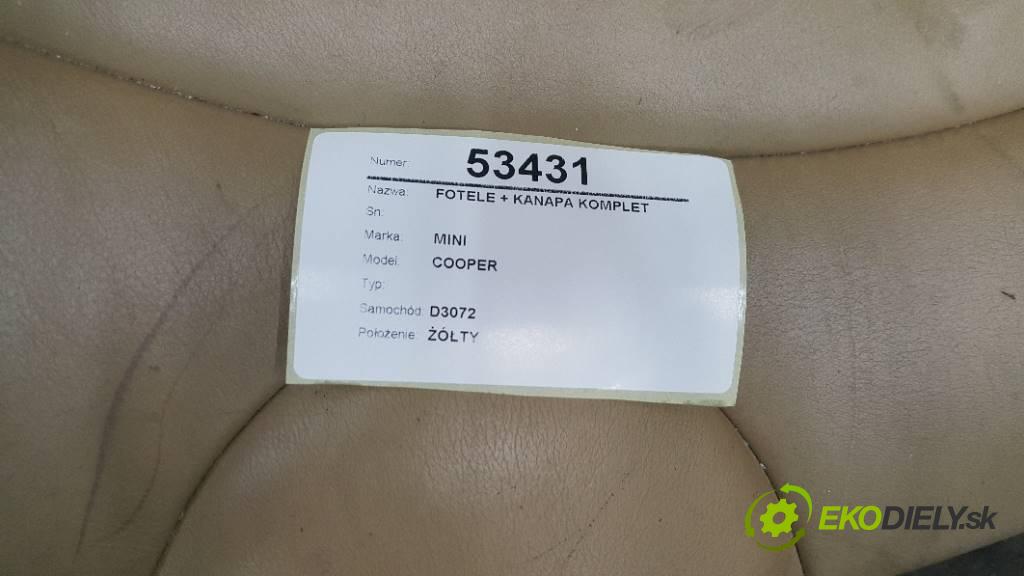 Numer: 53431
Nazwa: FOTELE + KANAPA KOMPLET
Sn:
Marka: MINI
Model: COOPER
Typ:
Samochód: D3072
Położenie: ŻÓŁTY
EKODIELY.sk